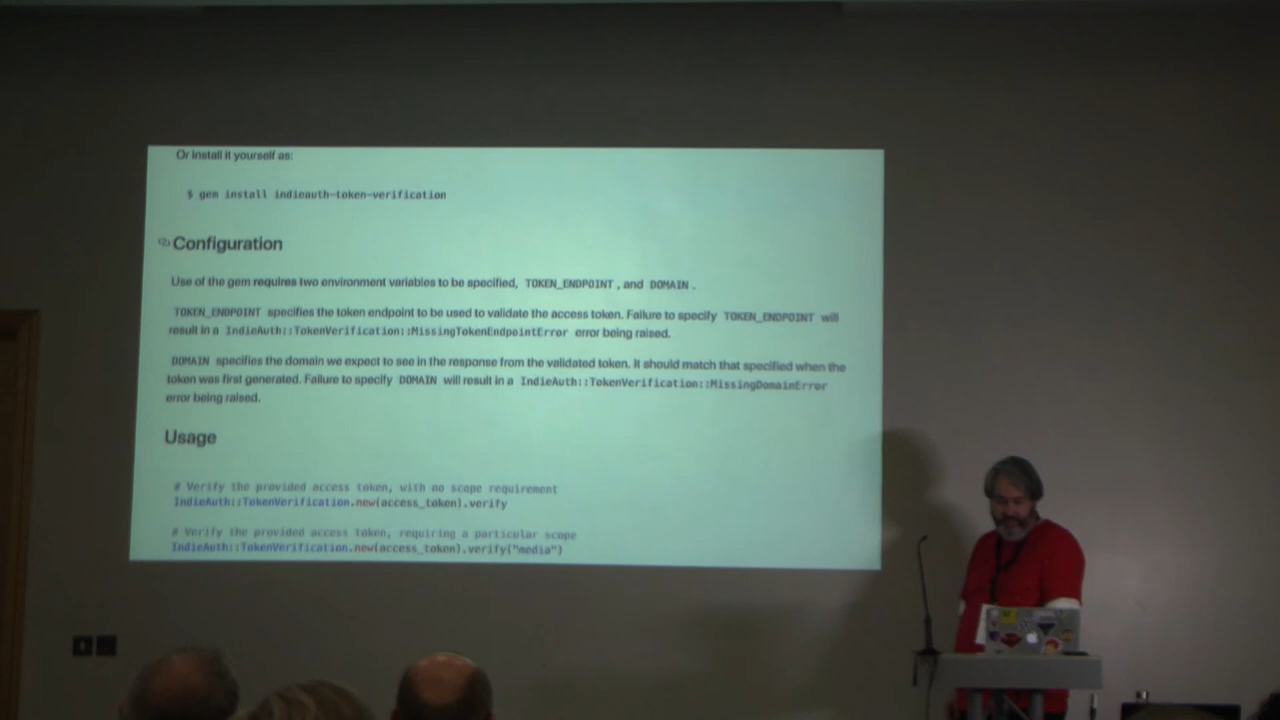 Or install it yourself as:
$ gem install indieauth-token-verification
Configuration
Use of the gem requires two environment variables to be specified, TOKEN_ENDPOINT , and DOMAIN .
TOKEN_ENDPOINT specifies the token endpoint to be used to validate the access token. Failure to specify TOKEN_ENDPOINT will
result in a IndieAuth::TokenVerification::MissingTokenEndpointError error being raised.
DOMAIN specifies the domain we expect to see in the response from the validated token. It should match that specified when the
token was first generated. Failure to specify DOMAIN will result in a IndieAuth::TokenVerification::MissingDomainError
error being raised.
Usage
# Verify the provided access token, with no scope requirement
IndieAuth::TokenVerification.new(access_token).verify
# Verify the provided access token, requiring a particular scope
IndieAuth::TokenVerification.new(access_token).verify("media")